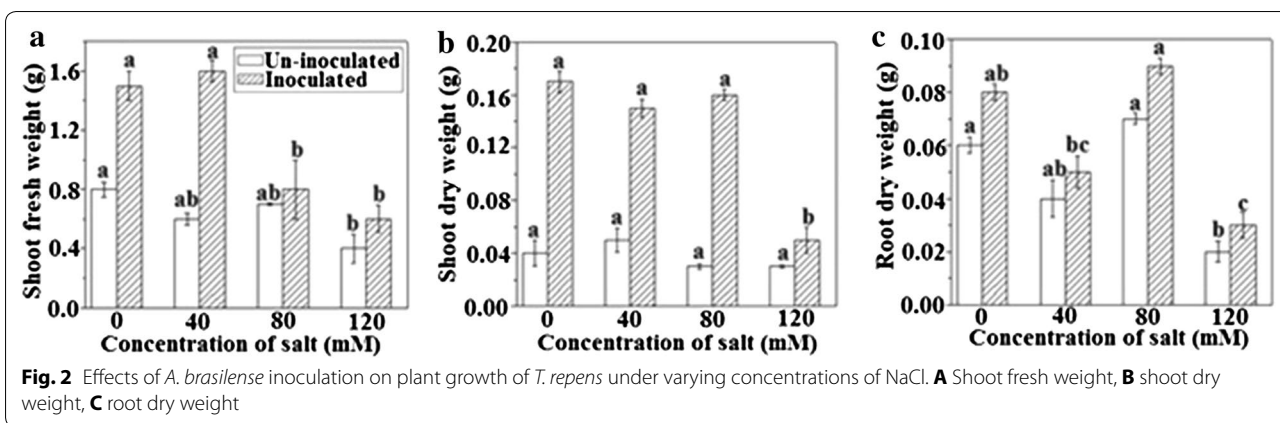 a
Shoot fresh weight (g)
1.6
1.2
0.8
0.4
0.0
Un-inoculated
Inoculated
a
a
a
ab
ab
b
b
b
0
40
80
120
Concentration of salt (mM)
b
Shoot dry weight (g)
0.20
0.16
0.12
0.08
0.04
0.00
a
a
a
a
a
a
a
b
0
40
80
120
Concentration of salt (mM)
c
Root dry weight (g)
0.10
0.08
0.06
0.04
0.02
0.00
a
ab
ab
bc
a
a
b
c
0
40
80
120
Concentration of salt (mM)
Fig. 2 Effects of A. brasilense inoculation on plant growth of T. repens under varying concentrations of NaCl. A Shoot fresh weight, B shoot dry
weight, C root dry weight